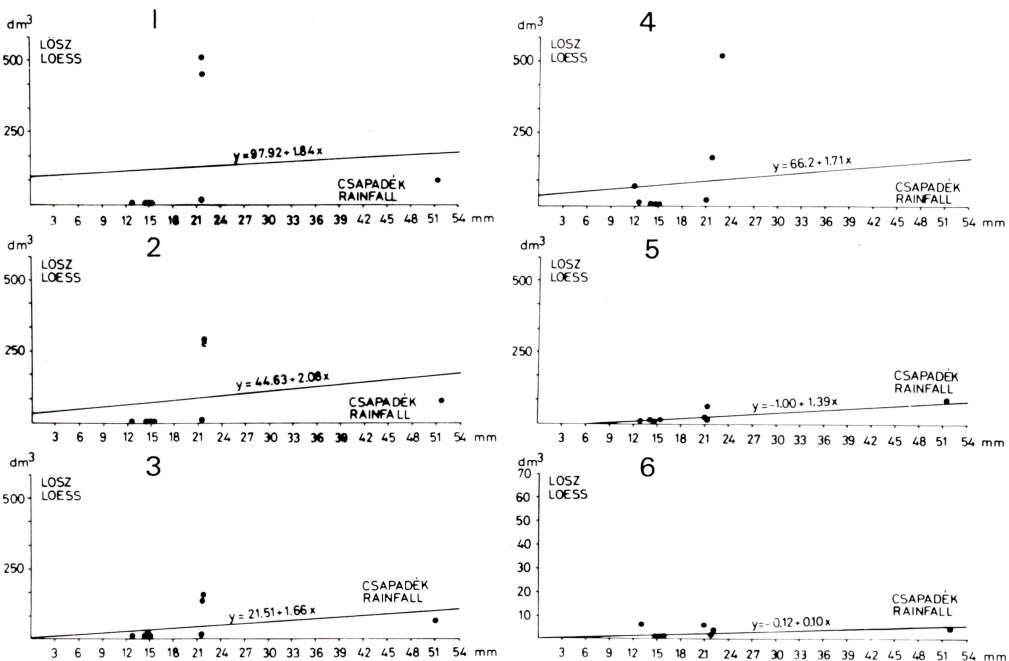 1
dm³
LÖSZ
LOESS
500
250
y=97.92+1.84x
CSAPADÉK
RAINFALL
3 6 9 12 15 18 21 24 27 30 33 36 39 42 45 48 51 54 mm
2
dm³
LÖSZ
LOESS
500
250
y=44.63+2.08x
CSAPADÉK
RAINFALL
3 6 9 12 15 18 21 24 27 30 33 36 39 42 45 48 51 54 mm
3
dm³
LÖSZ
LOESS
500
250
y=21.51+1.66x
CSAPADÉK
RAINFALL
3 6 9 12 15 18 21 24 27 30 33 36 39 42 45 48 51 54 mm
4
dm³
LÖSZ
LOESS
500
250
y=66.2+1.71x
CSAPADÉK
RAINFALL
3 6 9 12 15 18 21 24 27 30 33 36 39 42 45 48 51 54 mm
5
dm³
LÖSZ
LOESS
500
250
y=-1.00+1.39x
CSAPADÉK
RAINFALL
3 6 9 12 15 18 21 24 27 30 33 36 39 42 45 48 51 54 mm
6
dm³
LÖSZ
LOESS
70
60
50
40
30
20
10
y=-0.12+0.10x
CSAPADÉK
RAINFALL
3 6 9 12 15 18 21 24 27 30 33 36 39 42 45 48 51 54 mm